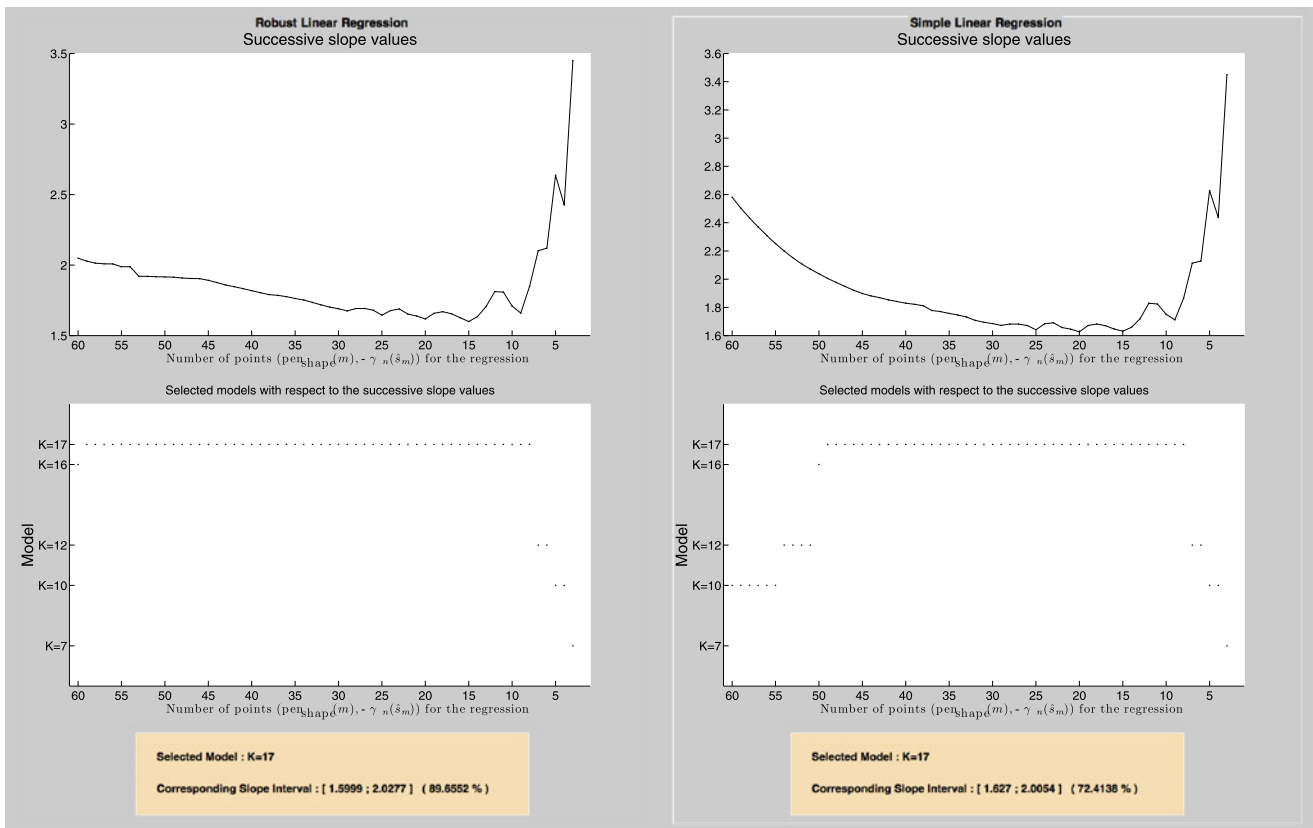 Robust Linear Regression
Successive slope values
3.5
3
2.5
2
1.5
60 55 50 45 40 35 30 25 20 15 10 5
Number of points (pen_shape(m), - γ_n(ŝ_m)) for the regression
Selected models with respect to the successive slope values
Model
K=17
K=16
K=12
K=10
K=7
60 55 50 45 40 35 30 25 20 15 10 5
Number of points (pen_shape(m), - γ_n(ŝ_m)) for the regression
Selected Model : K=17
Corresponding Slope Interval : [ 1.5999 ; 2.0277 ] ( 89.6552 % )
Simple Linear Regression
Successive slope values
3.6
3.4
3.2
3
2.8
2.6
2.4
2.2
2
1.8
1.6
60 55 50 45 40 35 30 25 20 15 10 5
Number of points (pen_shape(m), - γ_n(ŝ_m)) for the regression
Selected models with respect to the successive slope values
Model
K=17
K=16
K=12
K=10
K=7
60 55 50 45 40 35 30 25 20 15 10 5
Number of points (pen_shape(m), - γ_n(ŝ_m)) for the regression
Selected Model : K=17
Corresponding Slope Interval : [ 1.627 ; 2.0054 ] ( 72.4138 % )